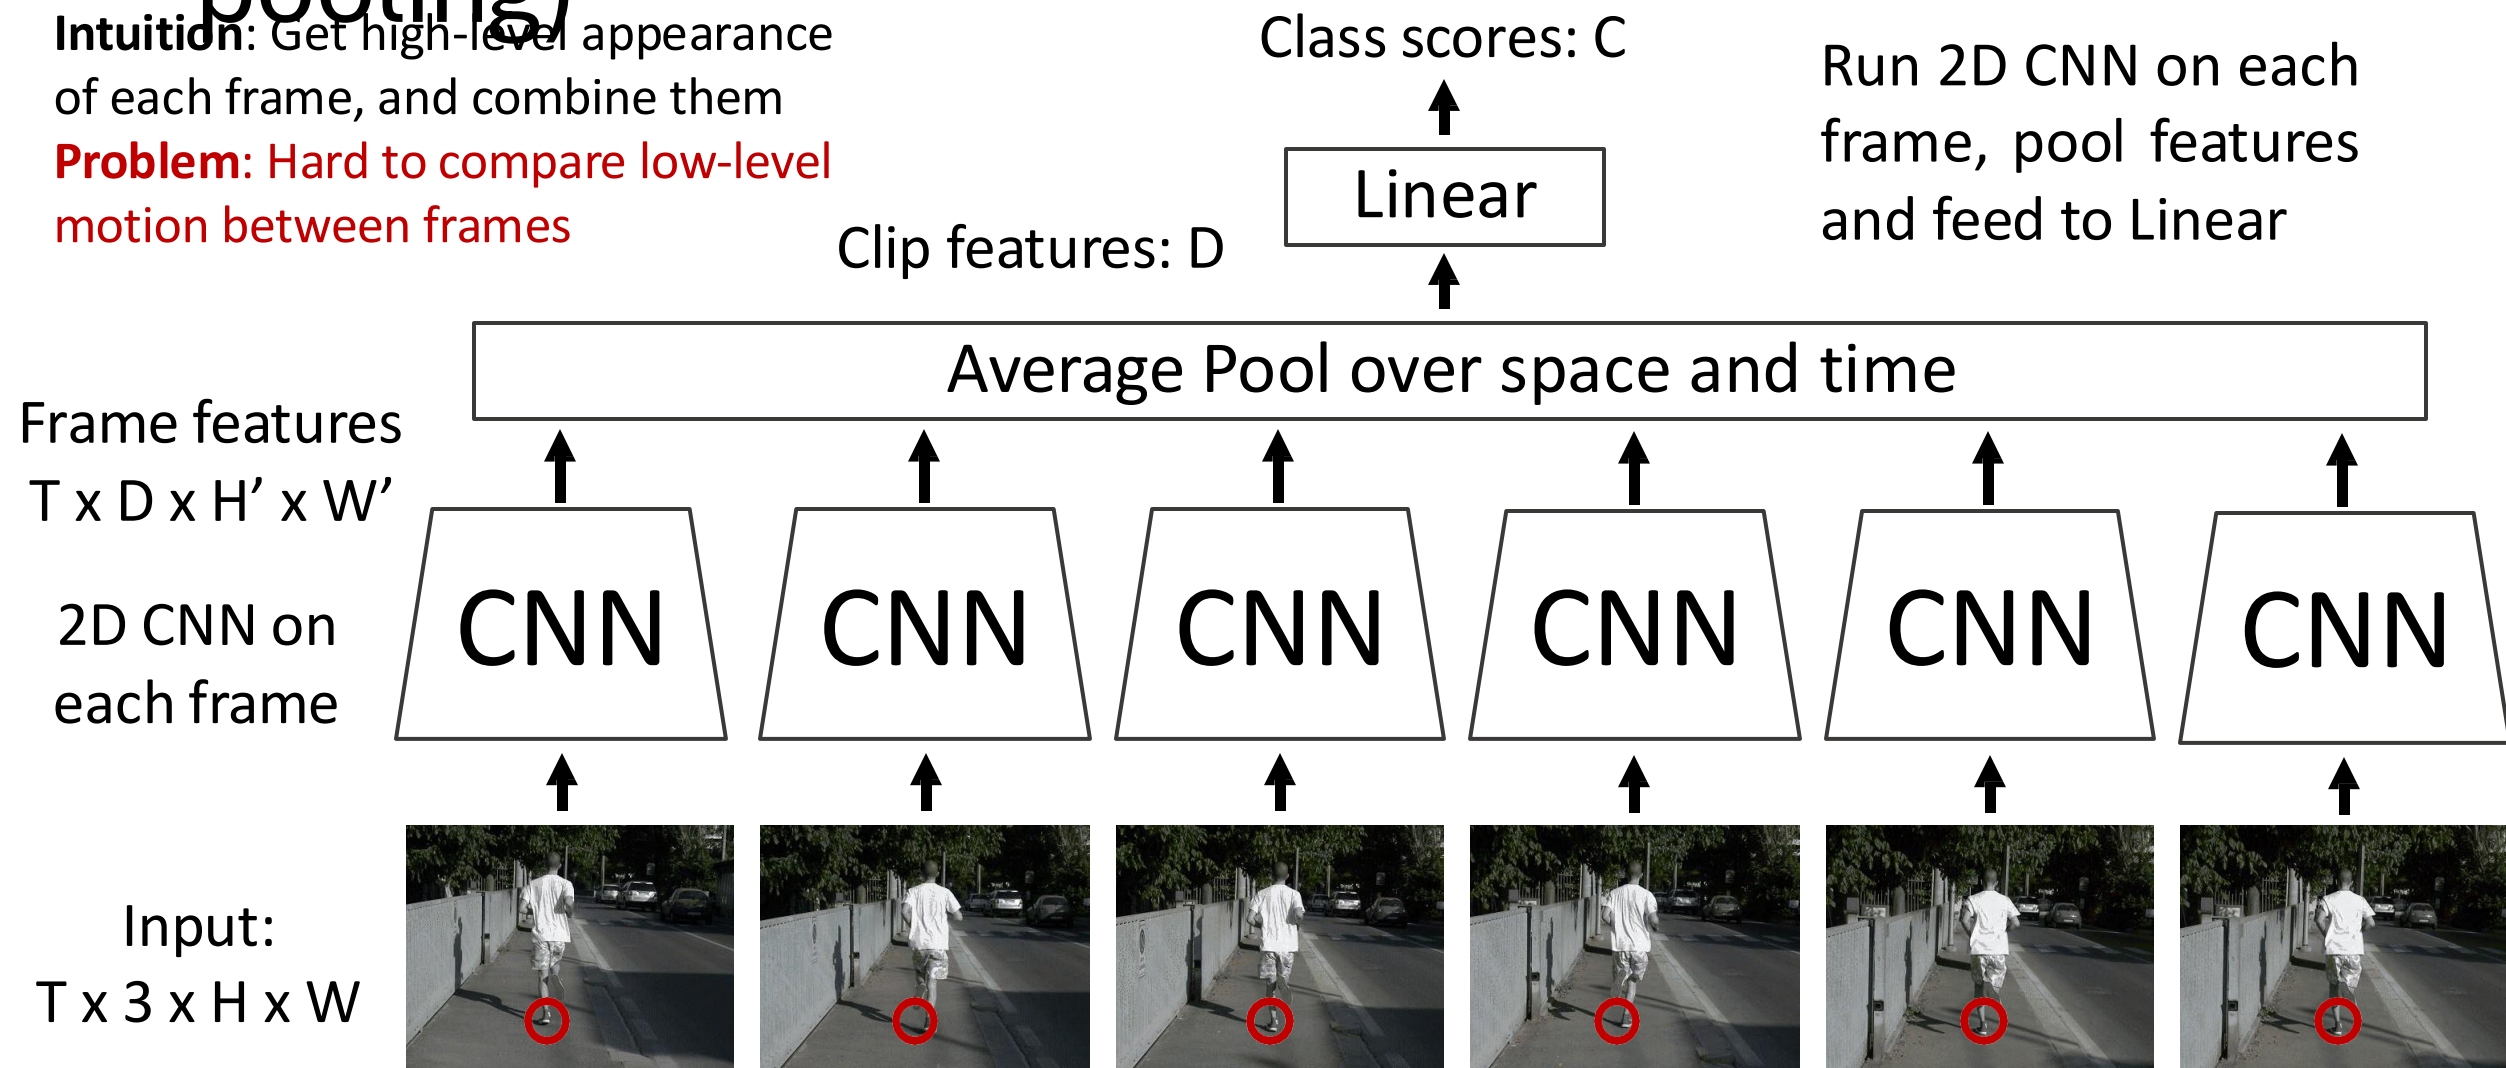 pooling)
Intuition: Get high-level appearance
of each frame, and combine them
Problem: Hard to compare low-level
motion between frames
Class scores: C
Run 2D CNN on each
frame, pool features
and feed to Linear
Linear
Clip features: D
Average Pool over space and time
Frame features
T x D x H’ x W’
CNN CNN CNN CNN CNN CNN
2D CNN on
each frame
Input:
T x 3 x H x W